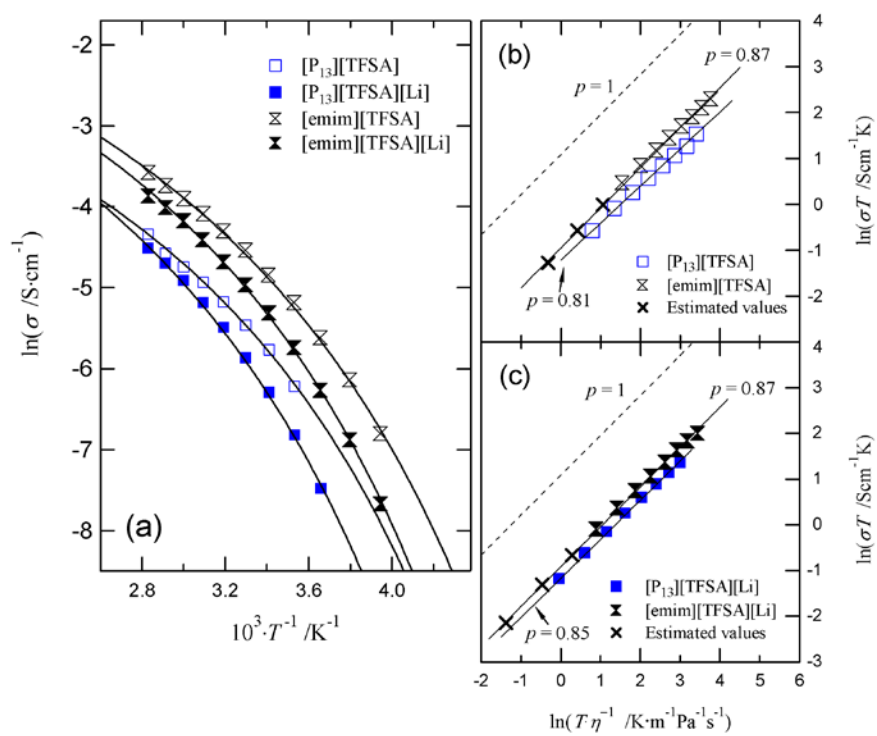 -2
-3
-4
-5
-6
-7
-8
ln(σ /S·cm⁻¹)
[P₁₃][TFSA]
[P₁₃][TFSA][Li]
[emim][TFSA]
[emim][TFSA][Li]
(a)
2.8 3.2 3.6 4.0
10³·T⁻¹ /K⁻¹
(b)
p = 0.87
p = 1
p = 0.81
[P₁₃][TFSA]
[emim][TFSA]
Estimated values
4
3
2
1
0
-1
-2
ln(σT /Scm⁻¹K)
(c)
p = 0.87
p = 1
p = 0.85
[P₁₃][TFSA][Li]
[emim][TFSA][Li]
Estimated values
4
3
2
1
0
-1
-2
-3
ln(σT /Scm⁻¹K)
-2 -1 0 1 2 3 4 5 6
ln(T·η⁻¹ /K·m⁻¹Pa⁻¹s⁻¹)